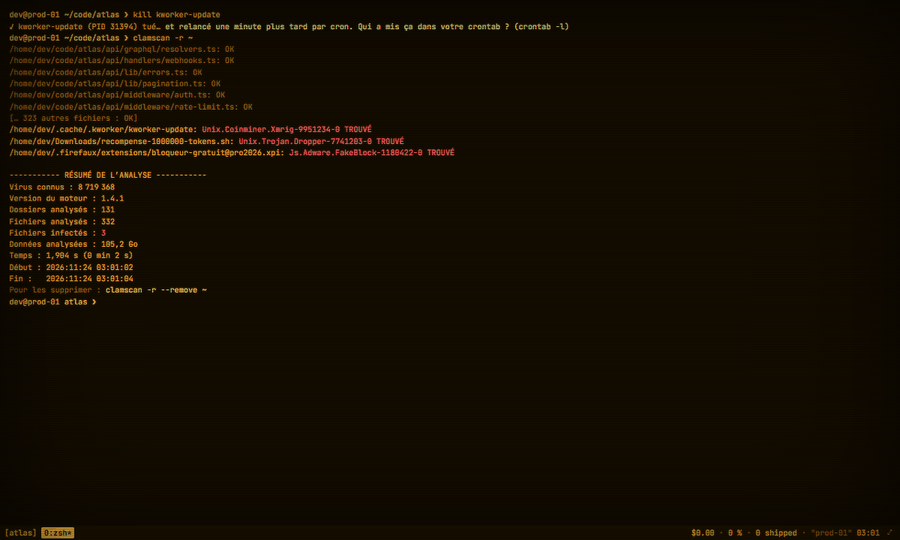 dev@prod-01 ~/code/atlas ❯ kill kworker-update
✓ kworker-update (PID 31394) tué… et relancé une minute plus tard par cron. Qui a mis ça dans votre crontab ? (crontab -l)
dev@prod-01 ~/code/atlas ❯ clamscan -r ~
/home/dev/code/atlas/api/graphql/resolvers.ts: OK
/home/dev/code/atlas/api/handlers/webhooks.ts: OK
/home/dev/code/atlas/api/lib/errors.ts: OK
/home/dev/code/atlas/api/lib/pagination.ts: OK
/home/dev/code/atlas/api/middleware/auth.ts: OK
/home/dev/code/atlas/api/middleware/rate-limit.ts: OK
[… 323 autres fichiers : OK]
/home/dev/.cache/.kworker/kworker-update: Unix.Coinminer.Xmrig-9951234-0 TROUVÉ
/home/dev/Downloads/recompense-1000000-tokens.sh: Unix.Trojan.Dropper-7741203-0 TROUVÉ
/home/dev/.firefaux/extensions/bloqueur-gratuit@pro2026.xpi: Js.Adware.FakeBlock-1180422-0 TROUVÉ
----------- RÉSUMÉ DE L’ANALYSE -----------
Virus connus : 8 719 368
Version du moteur : 1.4.1
Dossiers analysés : 131
Fichiers analysés : 332
Fichiers infectés : 3
Données analysées : 105,2 Go
Temps : 1,904 s (0 min 2 s)
Début : 2026:11:24 03:01:02
Fin :   2026:11:24 03:01:04
Pour les supprimer : clamscan -r --remove ~
dev@prod-01 atlas ❯
[atlas] 0:zsh* $0.00 · 0 % · 0 shipped · "prod-01" 03:01